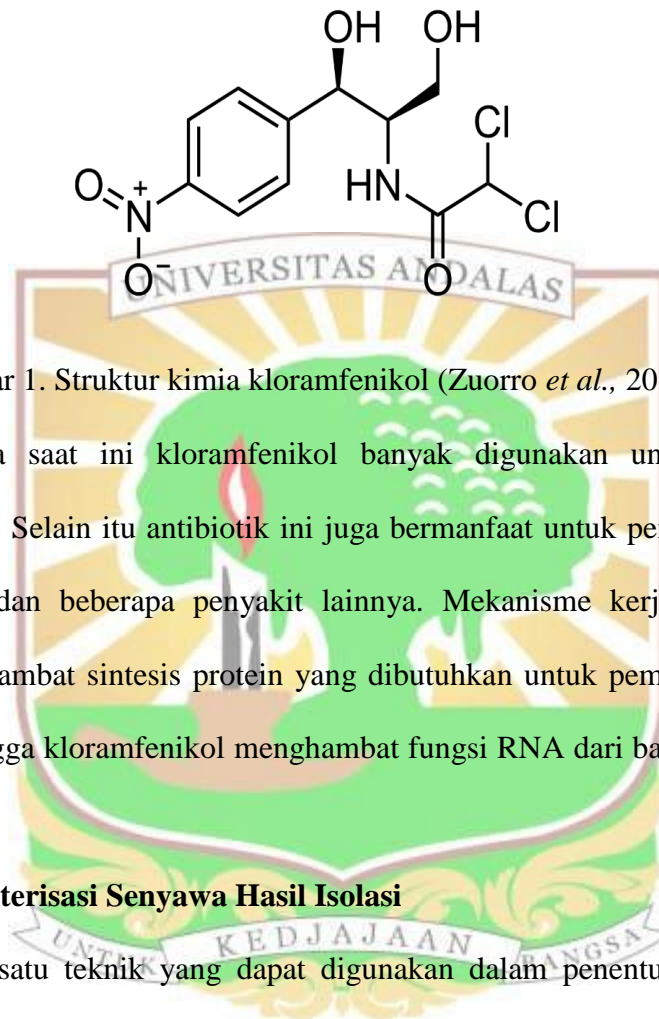 OH OH
Cl
O N + HN Cl
O− O
UNIVERSITAS ANDALAS
ar 1. Struktur kimia kloramfenikol (Zuorro et al., 20
saat ini kloramfenikol banyak digunakan un
Selain itu antibiotik ini juga bermanfaat untuk pe
dan beberapa penyakit lainnya. Mekanisme kerj
ambat sintesis protein yang dibutuhkan untuk pem
gga kloramfenikol menghambat fungsi RNA dari ba
terisasi Senyawa Hasil Isolasi
satu teknik yang dapat digunakan dalam penentu
UNTUK KEDJAJAAN BANGSA